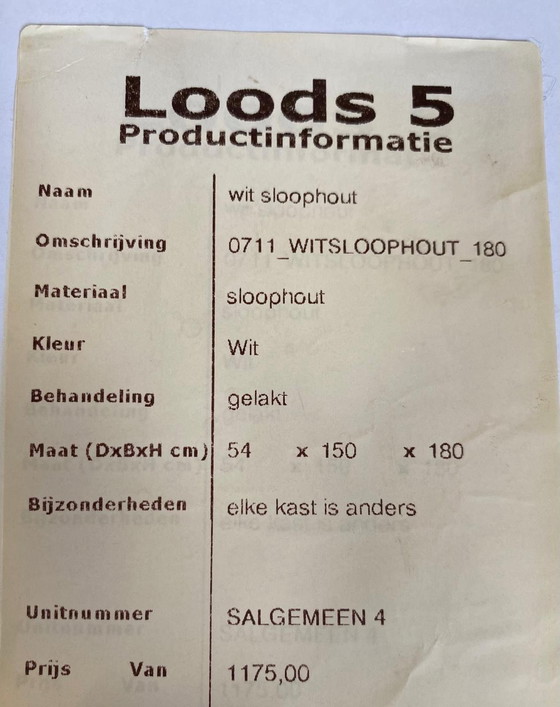 Loods 5
Productinformatie
Naam wit sloophout
Omschrijving 0711_WITSLOOPHOUT_180
Materiaal sloophout
Kleur Wit
Behandeling gelakt
Maat (DxBxH cm) 54 x 150 x 180
Bijzonderheden elke kast is anders
Unitnummer SALGEMEEN 4
Prijs Van 1175,00